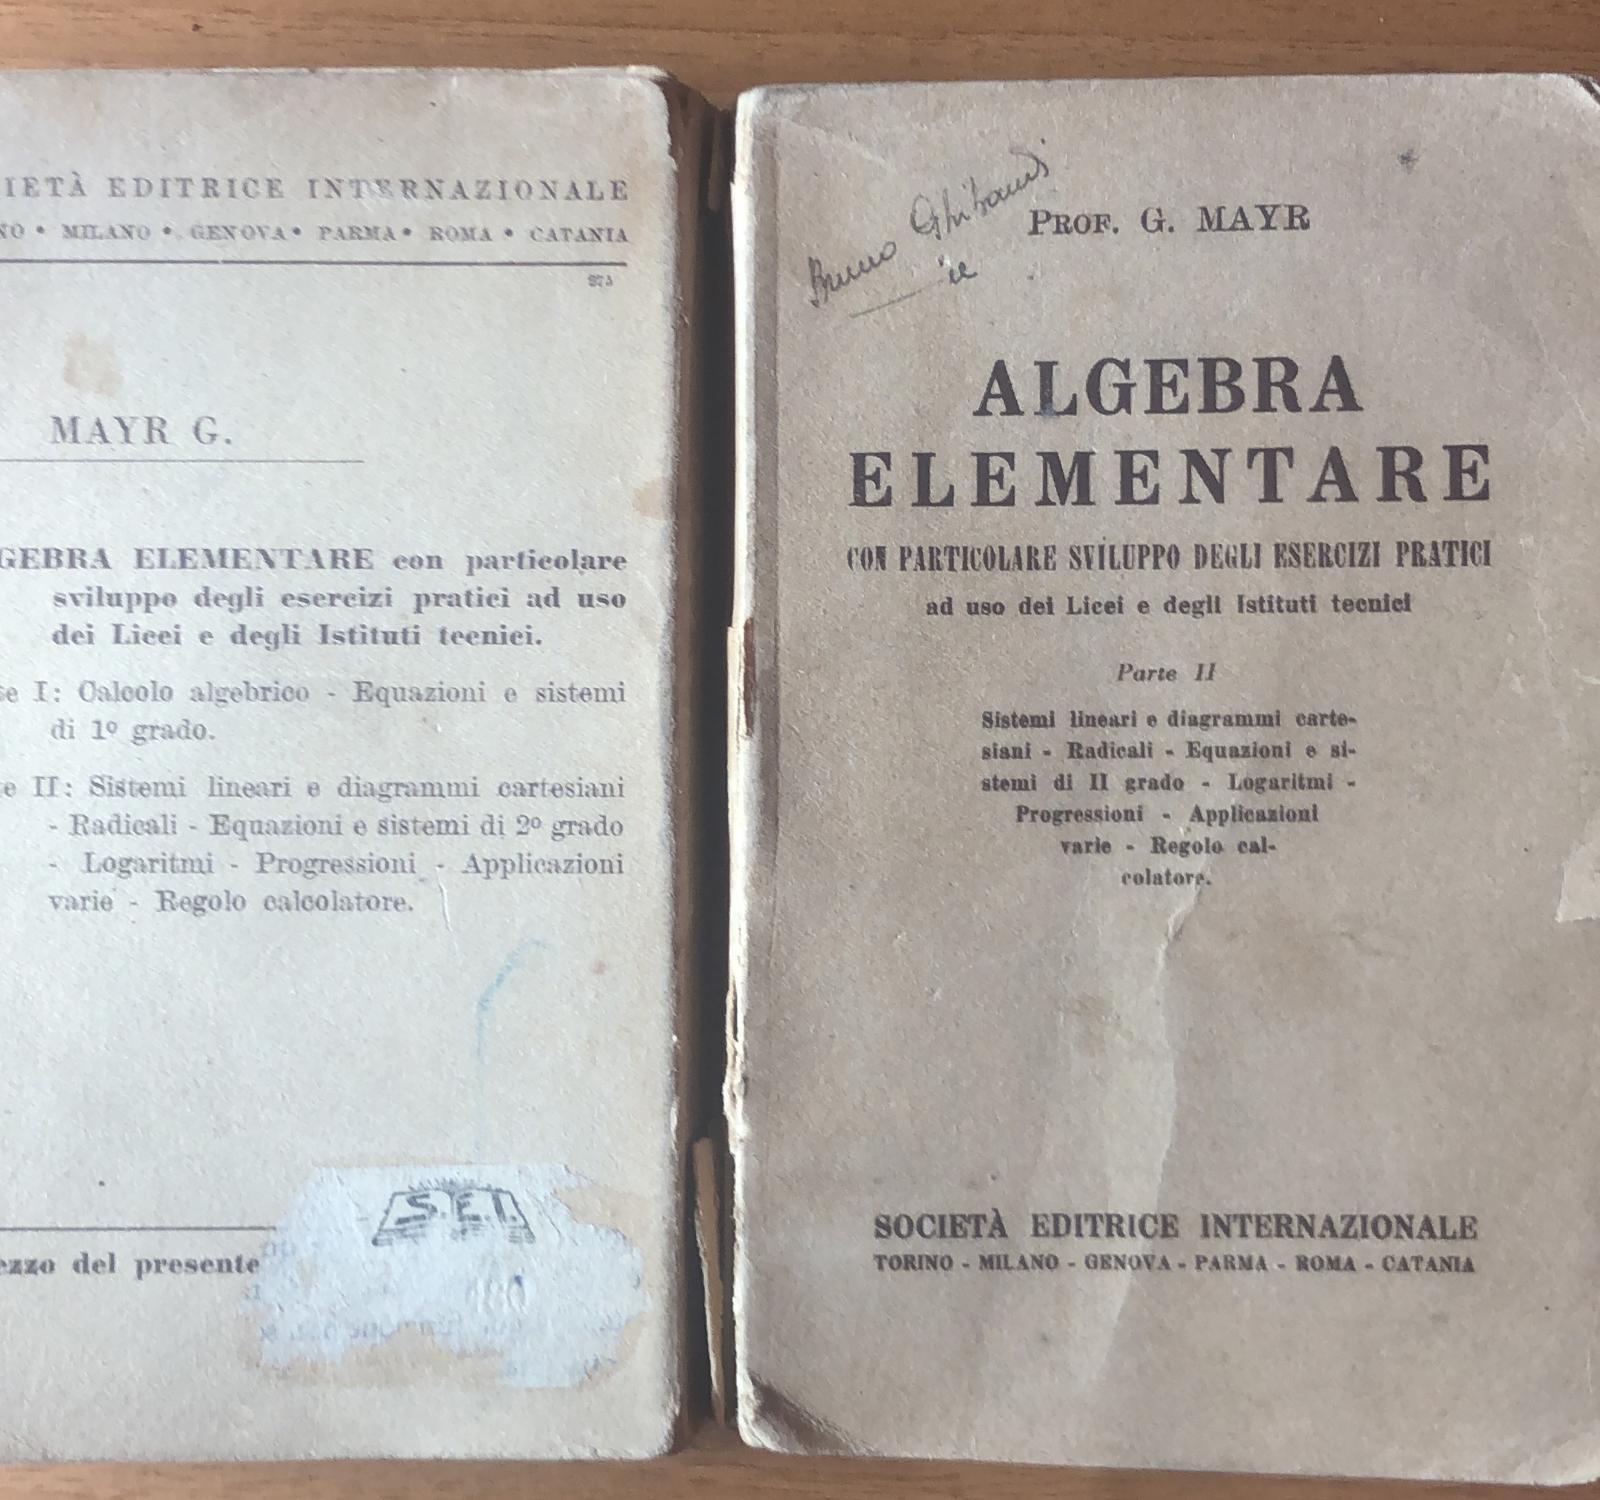 IETÀ EDITRICE INTERNAZIONALE
NO • MILANO • GENOVA • PARMA • ROMA • CATANIA
MAYR G.
GEBRA ELEMENTARE con particolare
sviluppo degli esercizi pratici ad uso
dei Licei e degli Istituti tecnici.
te I: Calcolo algebrico - Equazioni e sistemi
di 1º grado.
te II: Sistemi lineari e diagrammi cartesiani
- Radicali - Equazioni e sistemi di 2º grado
- Logaritmi - Progressioni - Applicazioni
varie - Regolo calcolatore.
S.E.I.
ezzo del presente
Bruno
PROF. G. MAYR
ALGEBRA
ELEMENTARE
CON PARTICOLARE SVILUPPO DEGLI ESERCIZI PRATICI
ad uso dei Licei e degli Istituti tecnici
Parte II
Sistemi lineari e diagrammi carte-
siani - Radicali - Equazioni e si-
stemi di II grado - Logaritmi -
Progressioni - Applicazioni
varie - Regolo cal-
colatore.
SOCIETÀ EDITRICE INTERNAZIONALE
TORINO - MILANO - GENOVA - PARMA - ROMA - CATANIA